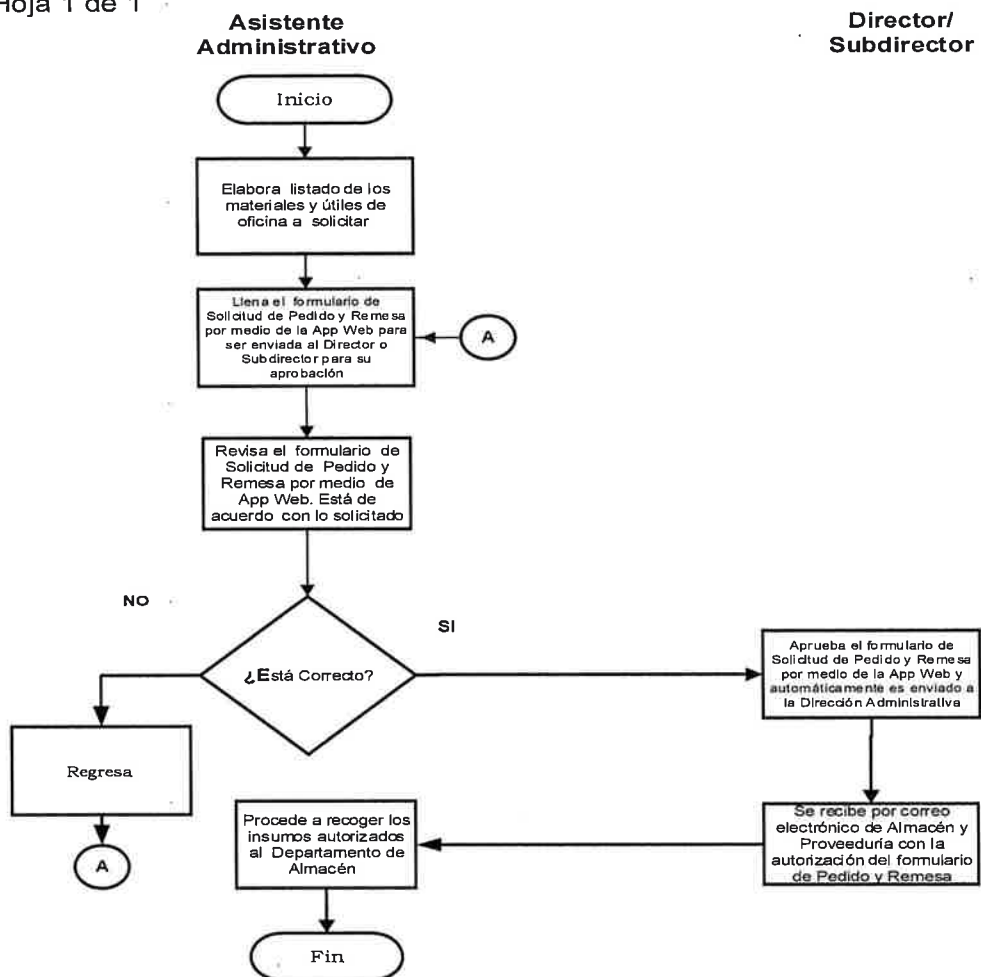 Hoja 1 de 1
Asistente
Administrativo
Director/
Subdirector
Inicio
Elabora listado de los
materiales y útiles de
oficina a solicitar
Llena el formulario de
Solicitud de Pedido y Remesa
por medio de la App Web para
ser enviada al Director o
Subdirector para su
aprobación
A
Revisa el formulario de
Solicitud de Pedido y
Remesa por medio de
App Web. Está de
acuerdo con lo solicitado
NO
SI
¿Está Correcto?
Aprueba el formulario de
Solicitud de Pedido y Remesa
por medio de la App Web y
automáticamente es enviado a
la Dirección Administrativa
Regresa
A
Procede a recoger los
insumos autorizados
al Departamento de
Almacén
Se recibe por correo
electrónico de Almacén y
Proveeduría con la
autorización del formulario
de Pedido y Remesa
Fin